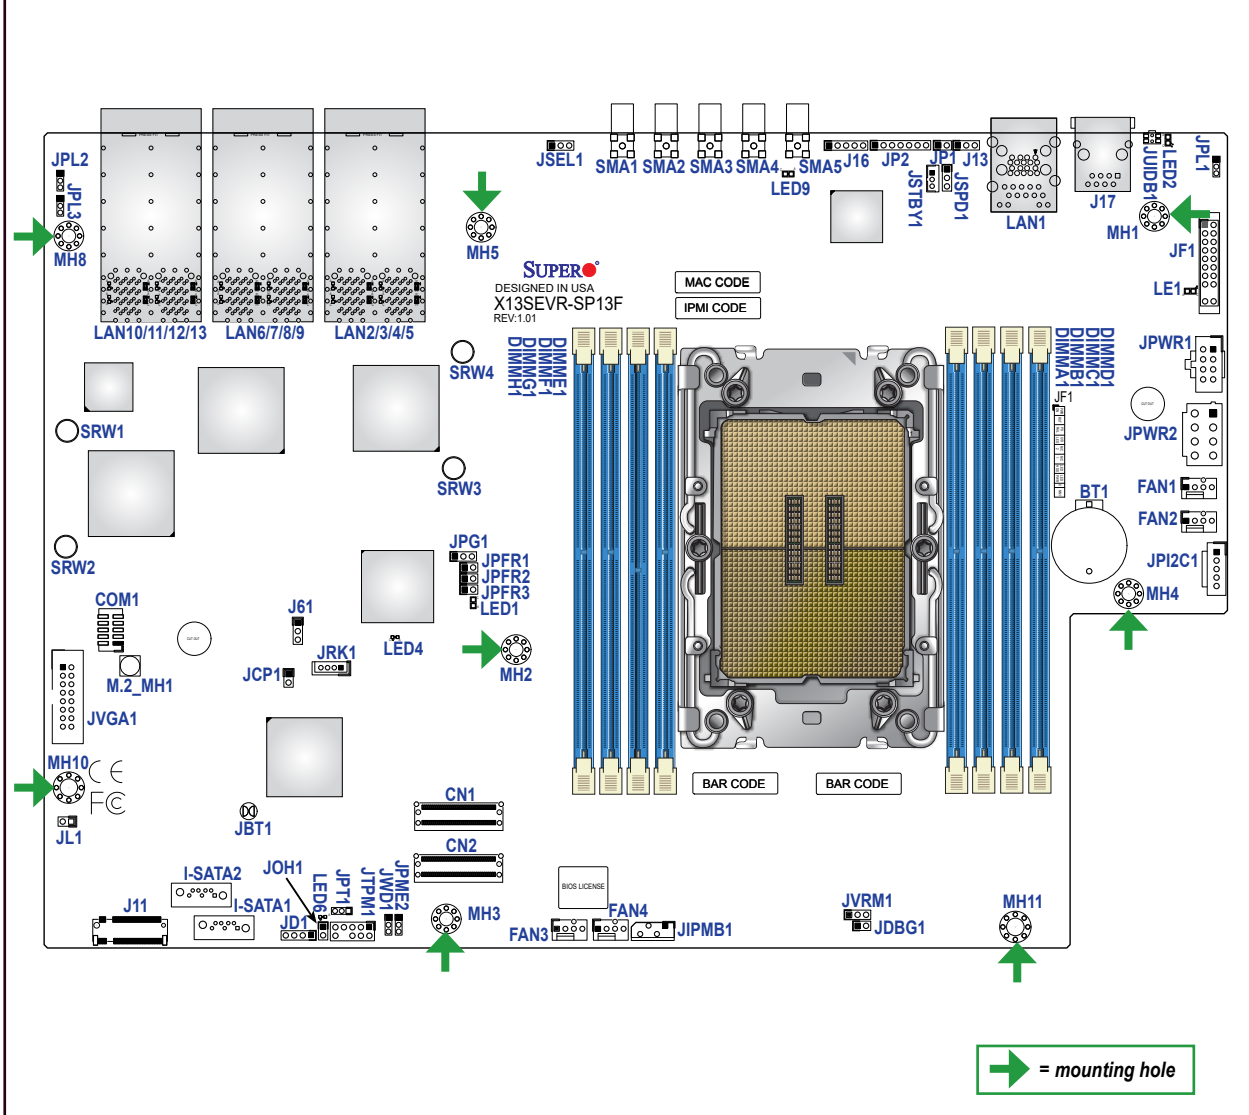 JPL2
JPL3
MH8
LAN10/11/12/13
LAN6/7/8/9
LAN2/3/4/5
MH5
JSEL1
SMA1
SMA2
SMA3
SMA4
SMA5
LED9
J16
JP2
JP1
J13
JSTBY1
JSPD1
LAN1
J17
JUIDB1
LED2
JPL1
MH1
JF1
LE1
SUPER
DESIGNED IN USA
X13SEVR-SP13F
REV:1.01
MAC CODE
IPMI CODE
DIMMH1
DIMMG1
DIMMF1
DIMME1
DIMMA1
DIMMB1
DIMMC1
DIMMD1
JF1
JPWR1
JPWR2
SRW4
SRW1
SRW3
SRW2
BT1
FAN1
FAN2
JPI2C1
MH4
JPG1
JPFR1
JPFR2
JPFR3
LED1
COM1
J61
LED4
MH2
JRK1
JCP1
M.2_MH1
JVGA1
MH10
CE
FC
JL1
JBT1
CN1
CN2
BAR CODE
BAR CODE
I-SATA2
JOH1
LED6
JPT1
JTPM1
JWD1
JPME2
BIOS LICENSE
J11
I-SATA1
JD1
MH3
FAN3
FAN4
JIPMB1
JVRM1
JDBG1
MH11
= mounting hole